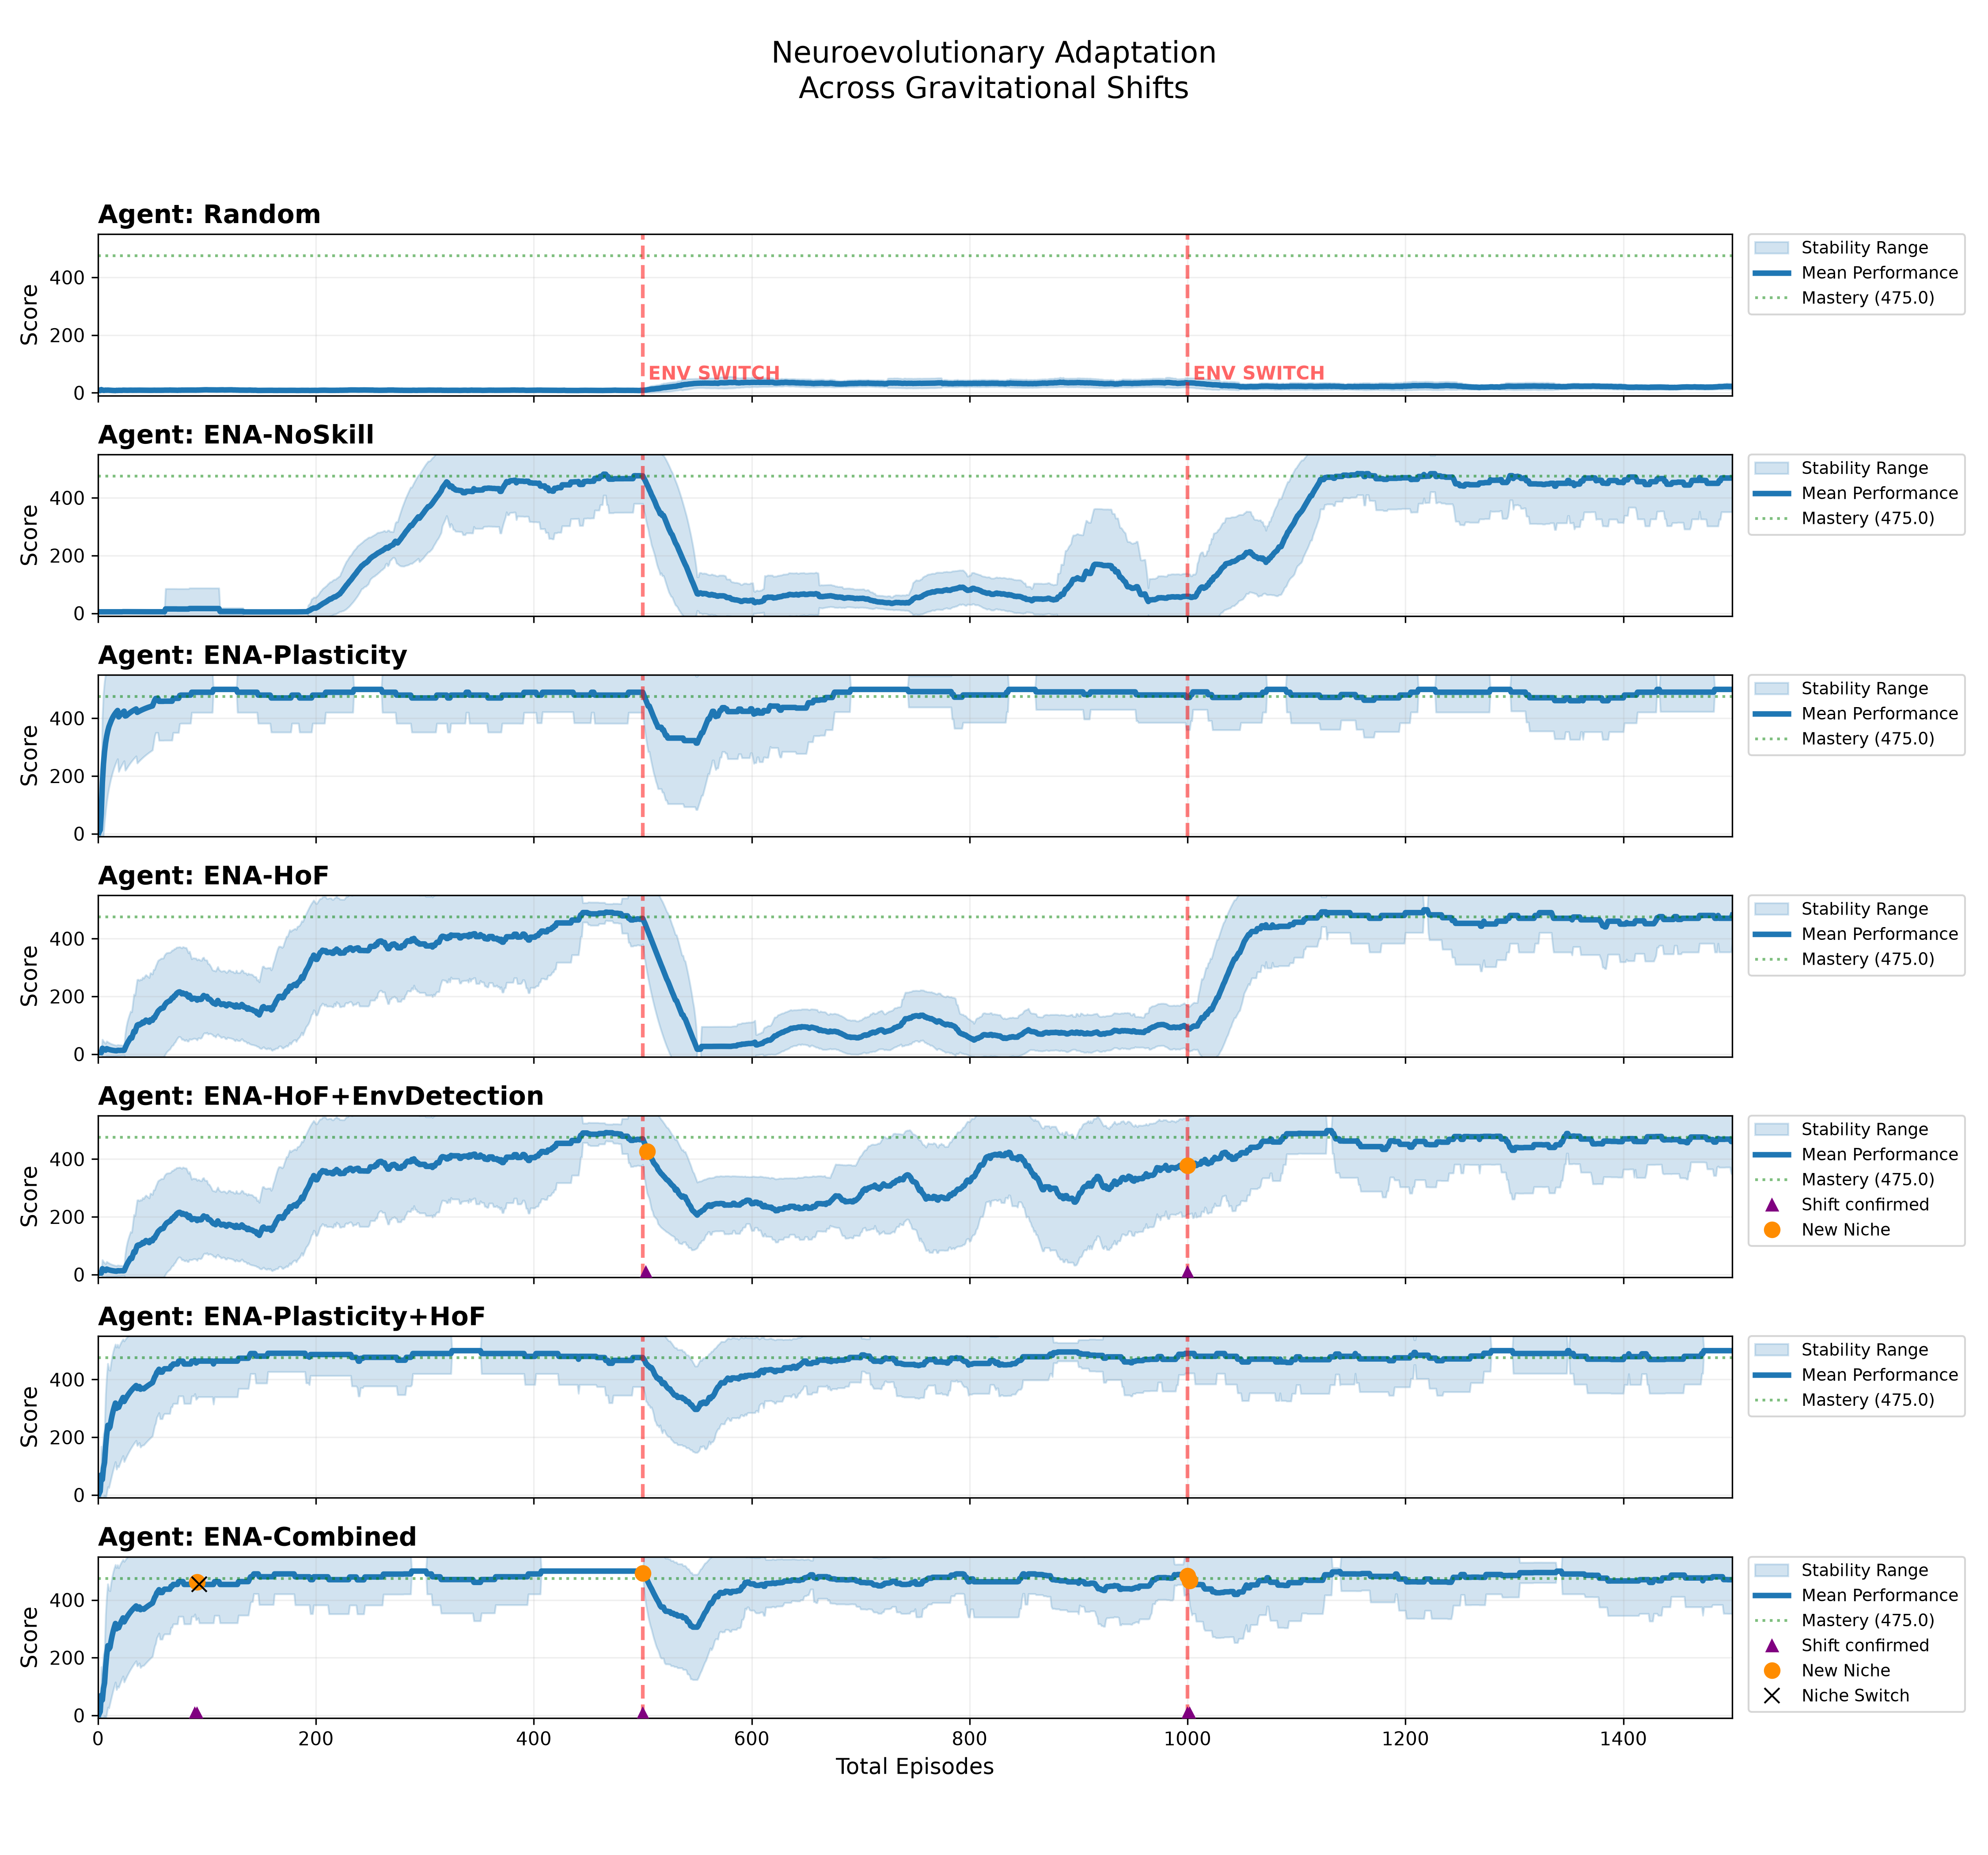 Neuroevolutionary Adaptation
Across Gravitational Shifts
Agent: Random
Score
400
200
0
ENV SWITCH
ENV SWITCH
Stability Range
Mean Performance
Mastery (475.0)
Agent: ENA-NoSkill
Score
400
200
0
Stability Range
Mean Performance
Mastery (475.0)
Agent: ENA-Plasticity
Score
400
200
0
Stability Range
Mean Performance
Mastery (475.0)
Agent: ENA-HoF
Score
400
200
0
Stability Range
Mean Performance
Mastery (475.0)
Agent: ENA-HoF+EnvDetection
Score
400
200
0
Stability Range
Mean Performance
Mastery (475.0)
Shift confirmed
New Niche
Agent: ENA-Plasticity+HoF
Score
400
200
0
Stability Range
Mean Performance
Mastery (475.0)
Agent: ENA-Combined
Score
400
200
0
Stability Range
Mean Performance
Mastery (475.0)
Shift confirmed
New Niche
Niche Switch
0 200 400 600 800 1000 1200 1400
Total Episodes